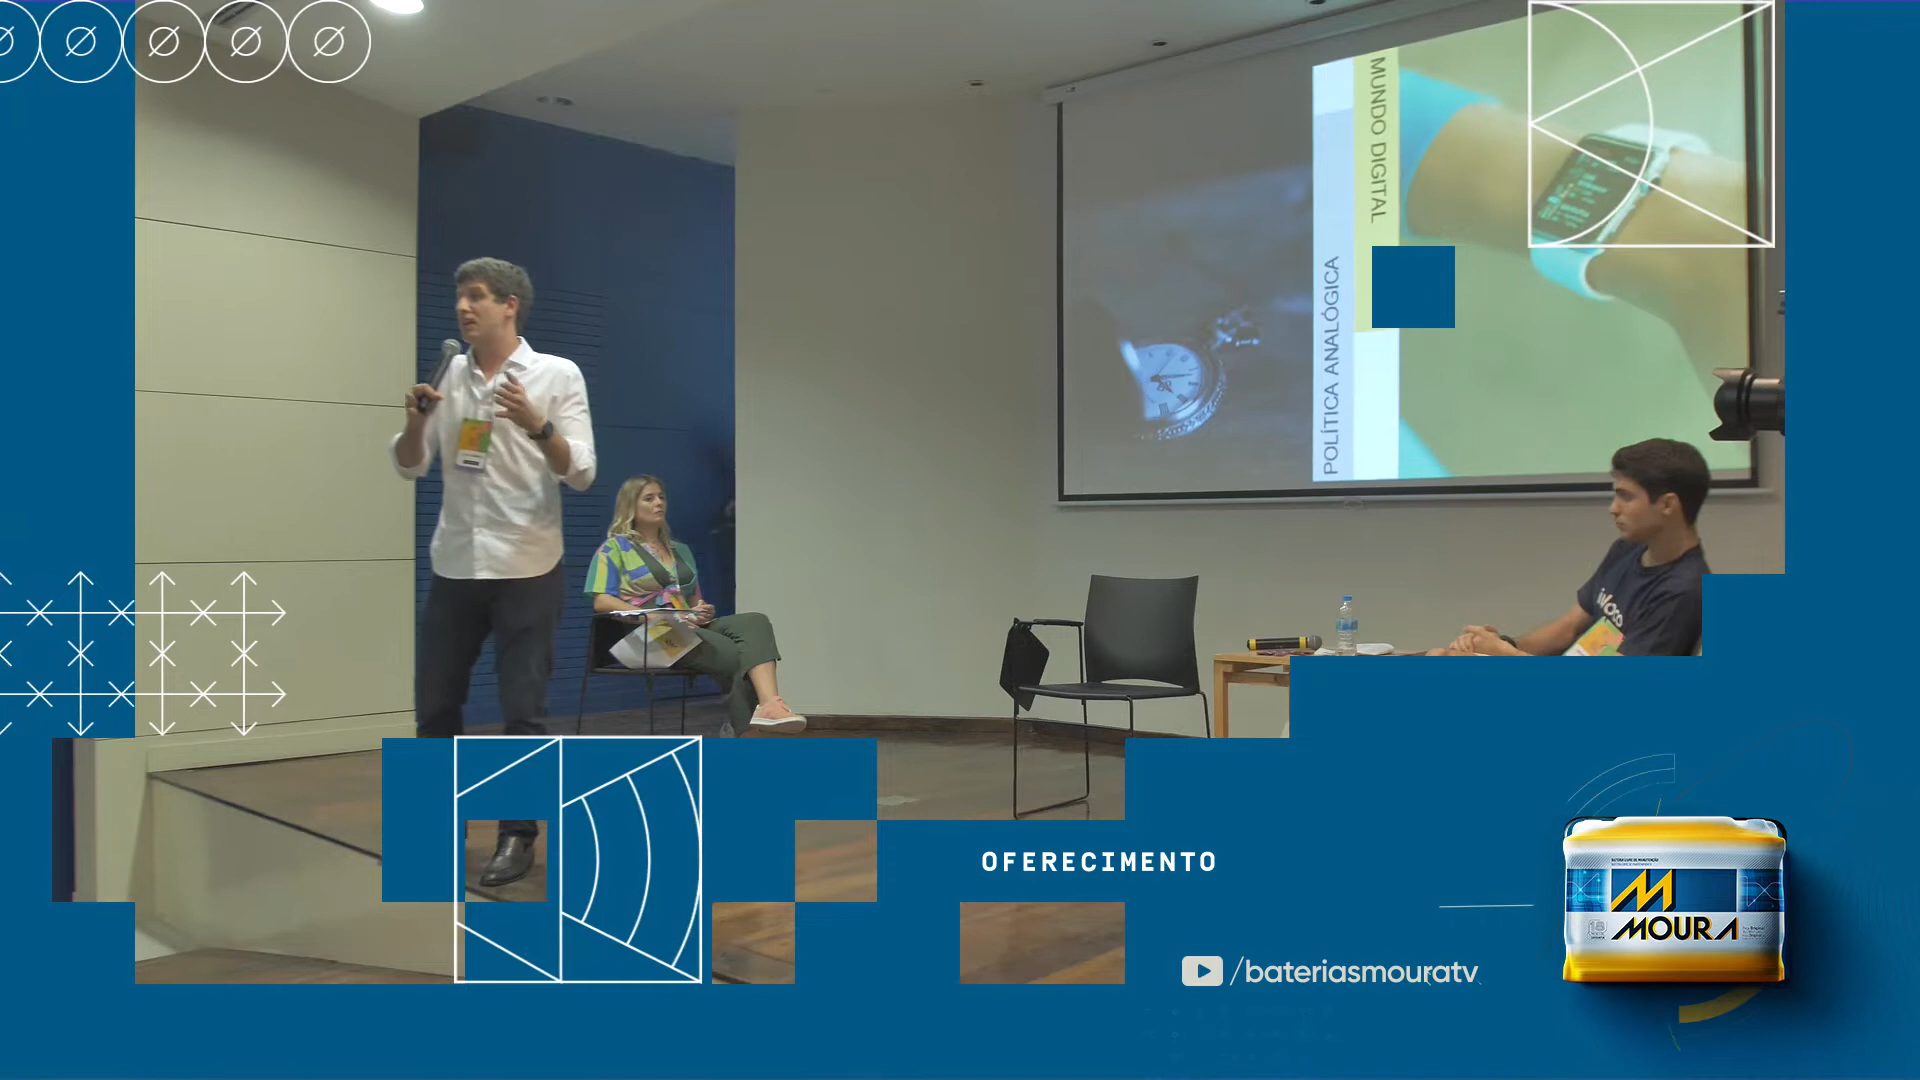 MUNDO DIGITAL
POLÍTICA ANALÓGICA
OFERECIMENTO
/bateriasmouratv
M
MOURA